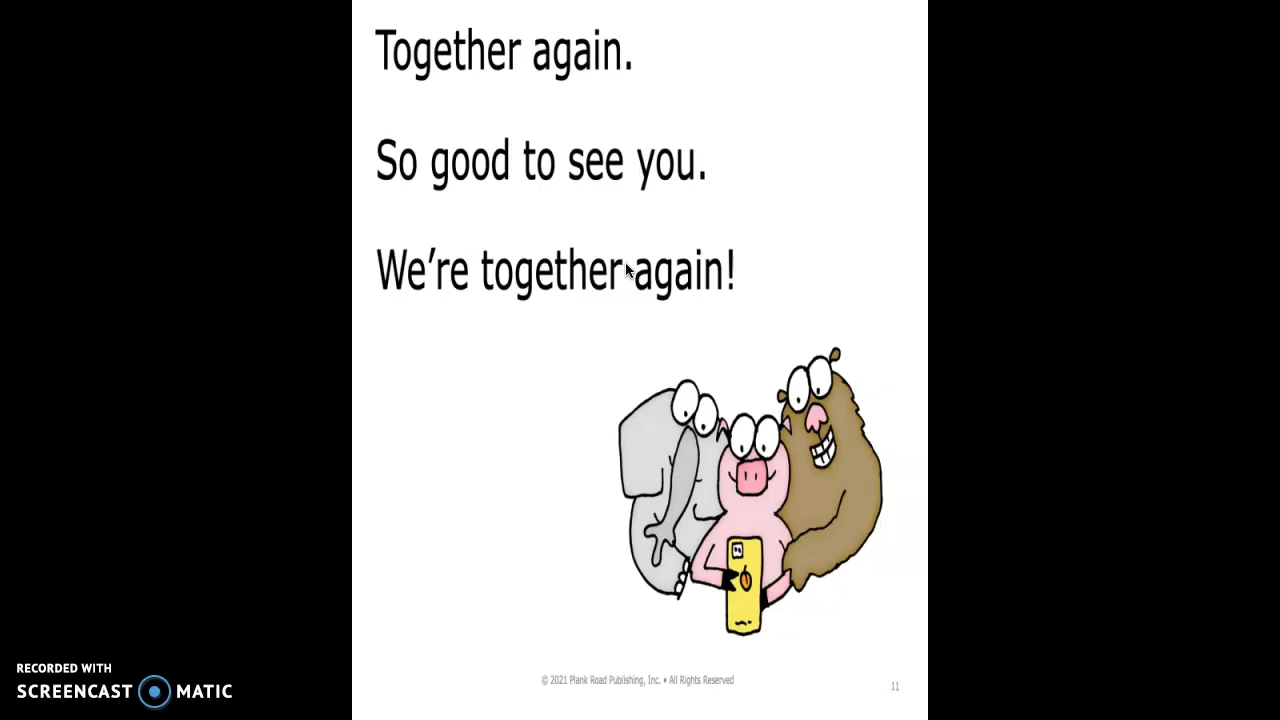 Together again.
So good to see you.
We’re together again!
© 2021 Plank Road Publishing, Inc. • All Rights Reserved
11
RECORDED WITH
SCREENCAST MATIC